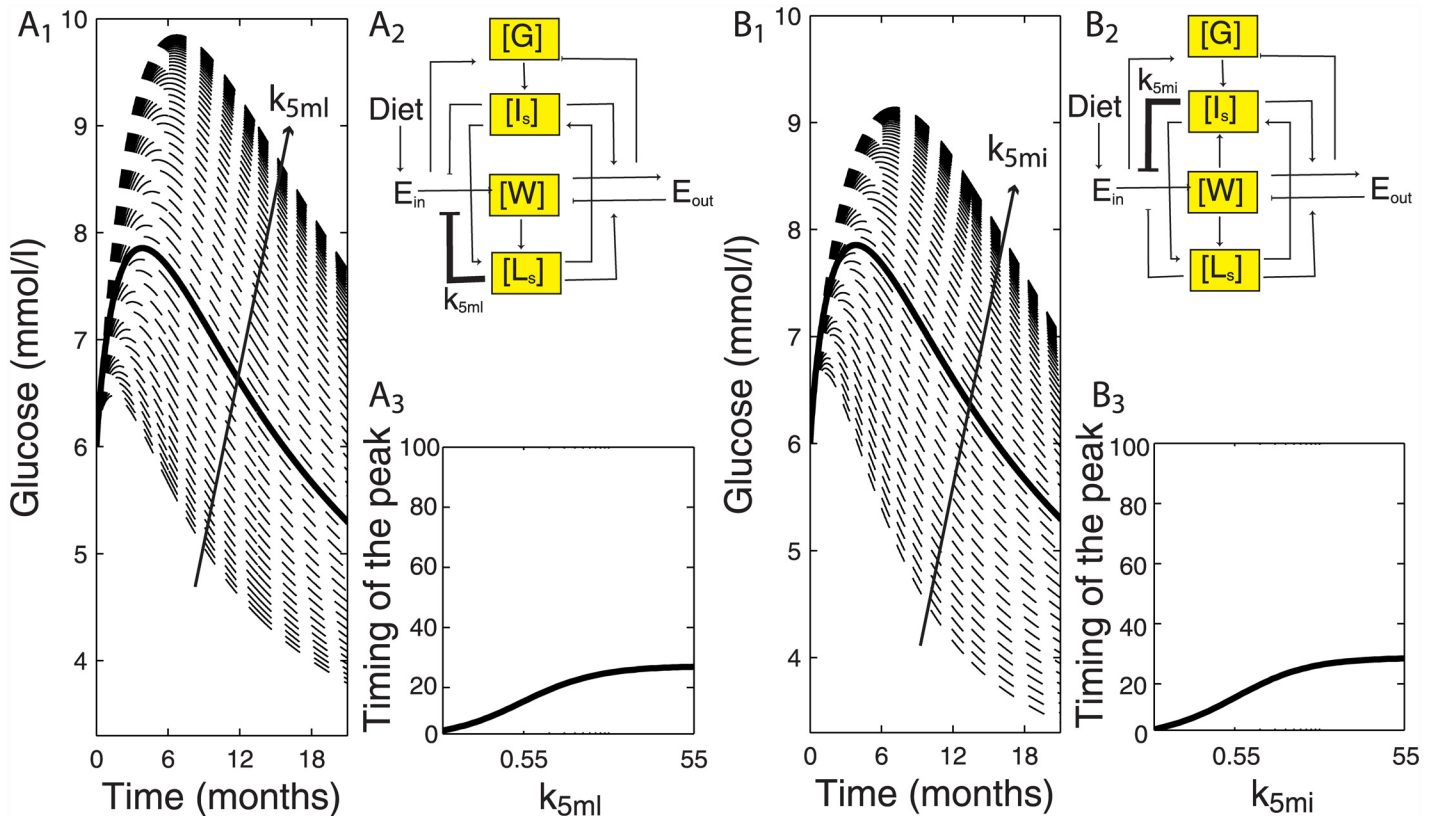 A1
10
9
8
7
6
5
4
0
6
12
18
Glucose (mmol/l)
Time (months)
k5ml
A2
[G]
[Is]
[W]
[Ls]
Diet
Ein
Eout
k5ml
A3
Timing of the peak
100
80
60
40
20
0
0.55
55
k5ml
B1
10
9
8
7
6
5
4
0
6
12
18
Glucose (mmol/l)
Time (months)
k5mi
B2
[G]
k5mi
Diet
[Is]
[W]
Ein
Eout
[Ls]
B3
Timing of the peak
100
80
60
40
20
0
0.55
55
k5mi